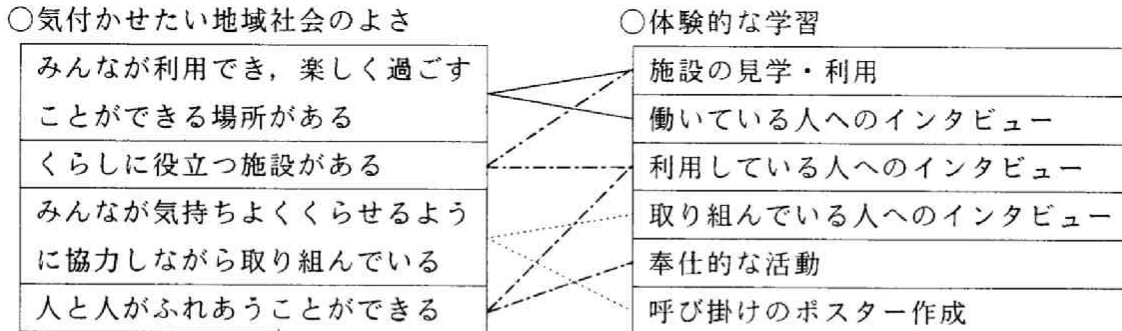 ○気付かせたい地域社会のよさ
みんなが利用でき，楽しく過ごす
ことができる場所がある
くらしに役立つ施設がある
みんなが気持ちよくくらせるよう
に協力しながら取り組んでいる
人と人がふれあうことができる
○体験的な学習
施設の見学・利用
働いている人へのインタビュー
利用している人へのインタビュー
取り組んでいる人へのインタビュー
奉仕的な活動
呼び掛けのポスター作成